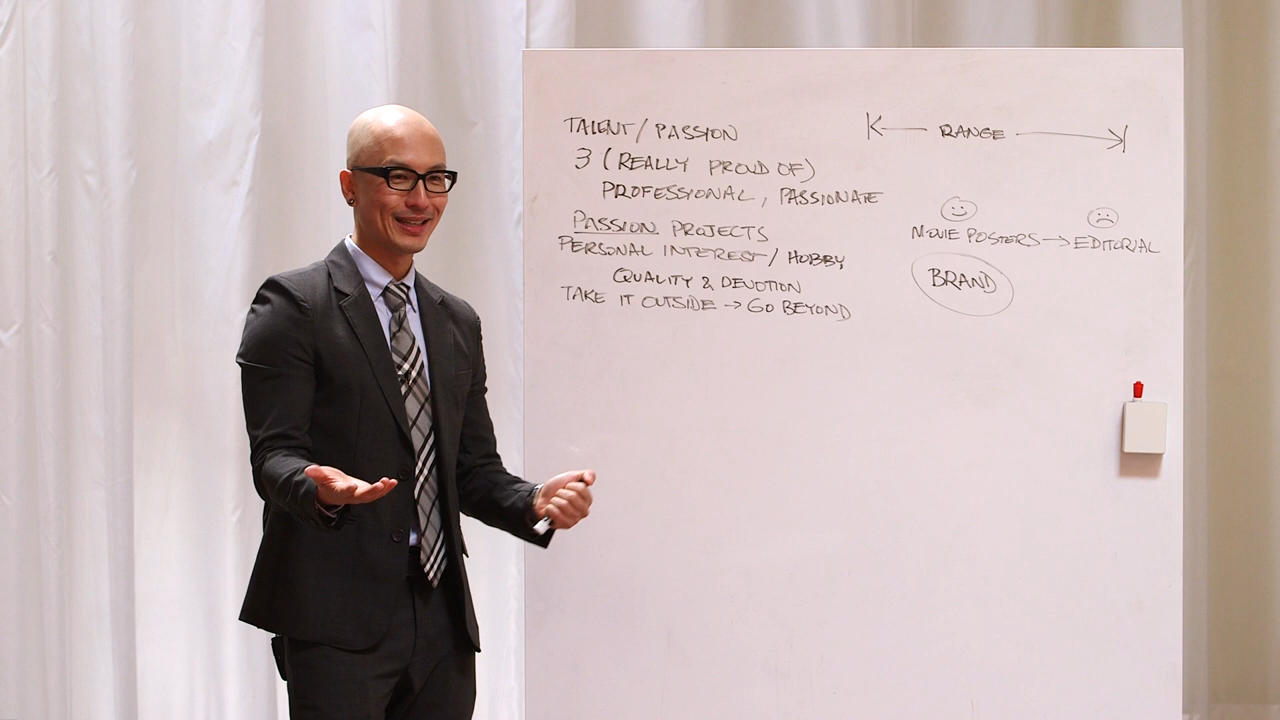 TALENT / PASSION
3 (REALLY PROUD OF)
PROFESSIONAL, PASSIONATE
PASSION PROJECTS
PERSONAL INTEREST / HOBBY
QUALITY & DEVOTION
TAKE IT OUTSIDE → GO BEYOND
RANGE
MOVIE POSTERS → EDITORIAL
BRAND